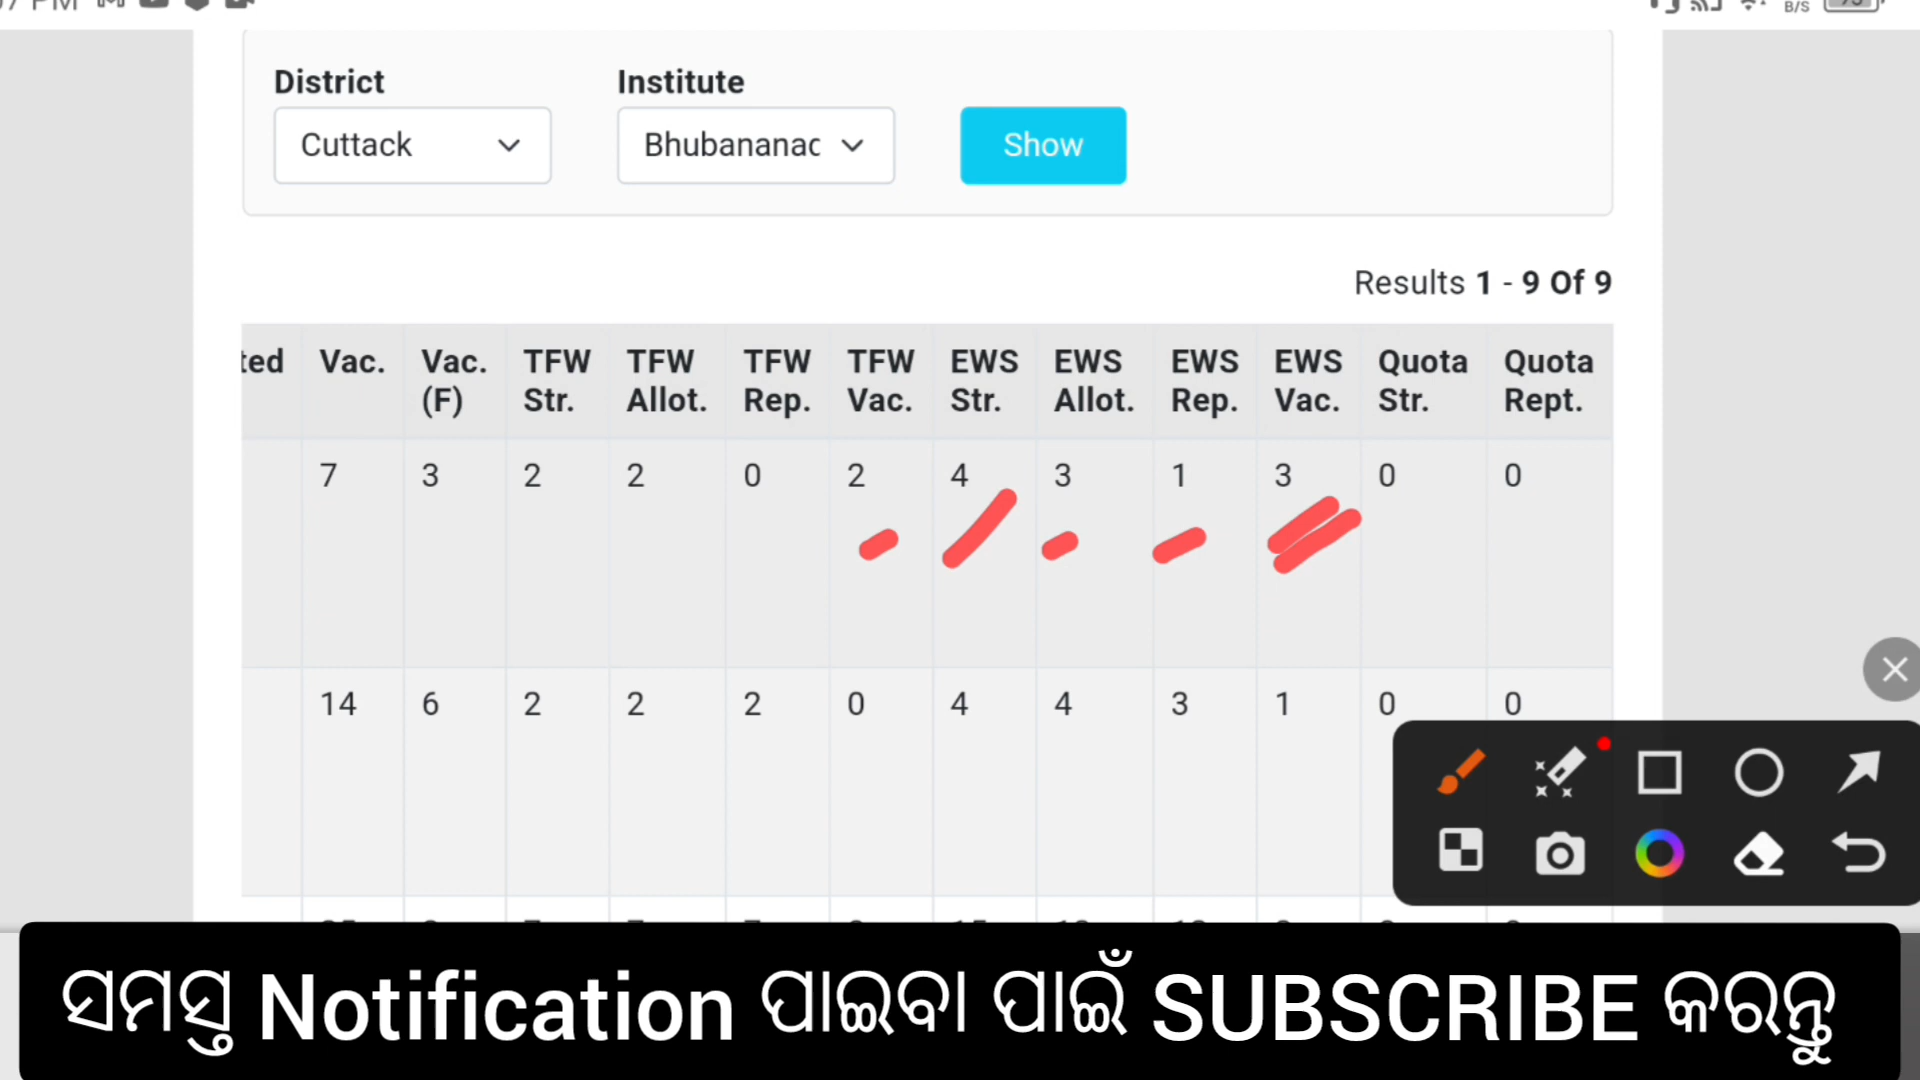 PM
B/S
District Institute
Cuttack Bhubananac Show
Results 1 - 9 Of 9
ted Vac. Vac. (F) TFW Str. TFW Allot. TFW Rep. TFW Vac. EWS Str. EWS Allot. EWS Rep. EWS Vac. Quota Str. Quota Rept.
7 3 2 2 0 2 4 3 1 3 0 0
14 6 2 2 2 0 4 4 3 1 0 0
ସମସ୍ତ Notification ପାଇବା ପାଇଁ SUBSCRIBE କରନ୍ତୁ